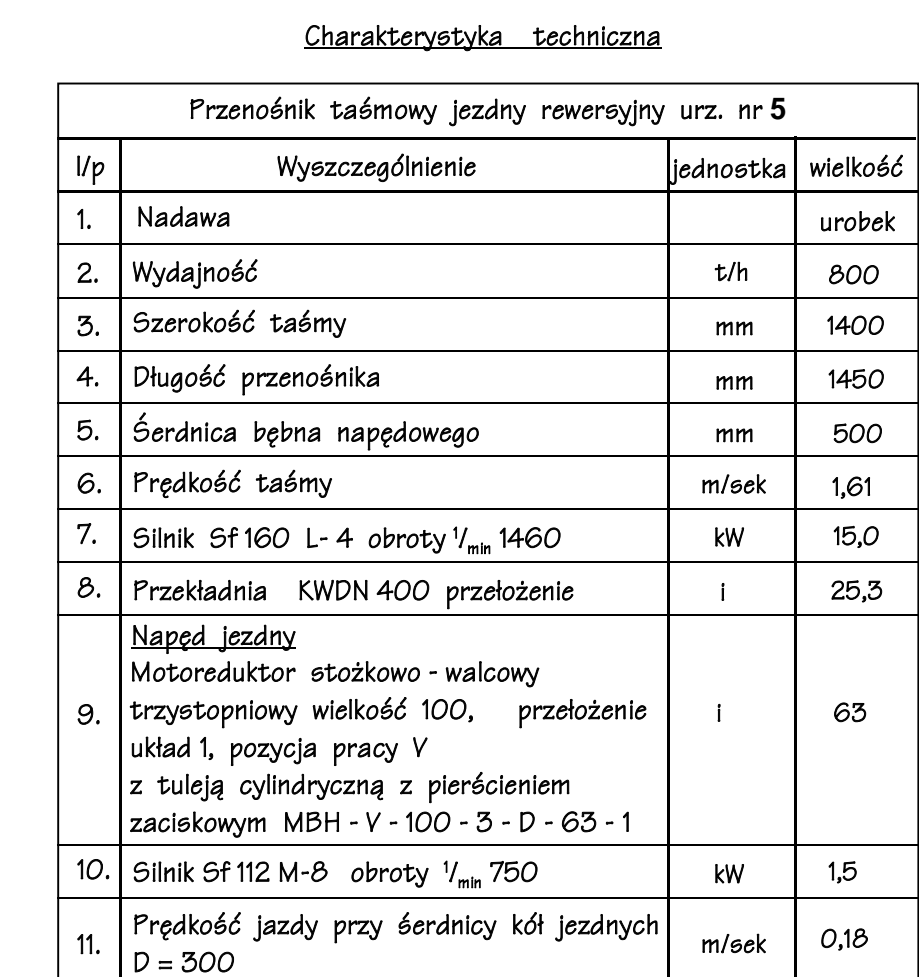 Charakterystyka techniczna
Przenośnik taśmowy jezdny rewersyjny urz. nr 5
l/p Wyszczególnienie jednostka wielkość
1. Nadawa urobek
2. Wydajność t/h 800
3. Szerokość taśmy mm 1400
4. Długość przenośnika mm 1450
5. Śerdnica bębna napędowego mm 500
6. Prędkość taśmy m/sek 1,61
7. Silnik Sf 160 L- 4 obroty 1/min 1460 kW 15,0
8. Przekładnia KWDN 400 przełożenie i 25,3
Napęd jezdny
Motoreduktor stożkowo - walcowy
9. trzystopniowy wielkość 100, przełożenie i 63
układ 1, pozycja pracy V
z tuleją cylindryczną z pierścieniem
zaciskowym MBH - V - 100 - 3 - D - 63 - 1
10. Silnik Sf 112 M-8 obroty 1/min 750 kW 1,5
11. Prędkość jazdy przy śerdnicy kół jezdnych m/sek 0,18
D = 300